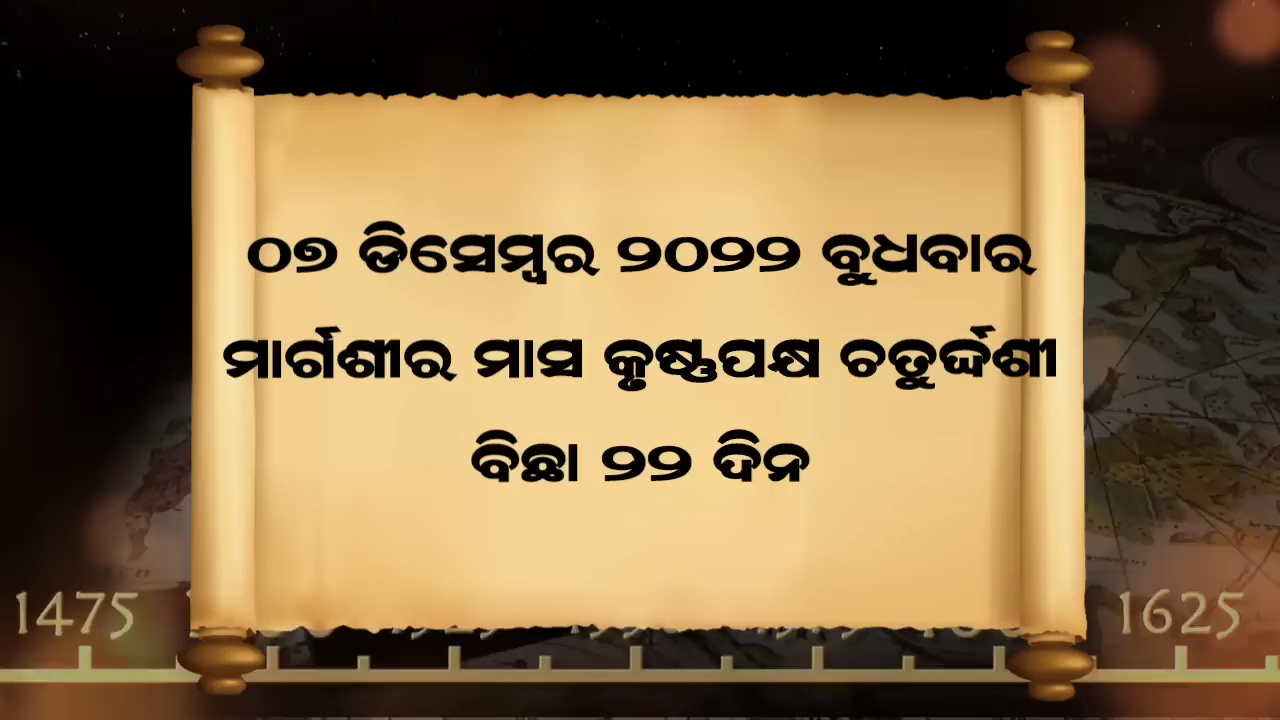 ୦୭ ଡିସେମ୍ବର ୨୦୨୨ ବୁଧବାର
ମାର୍ଗଶୀର ମାସ କୃଷ୍ଣପକ୍ଷ ଚତୁର୍ଦ୍ଦଶୀ
ବିଛା ୨୨ ଦିନ
1475 1625